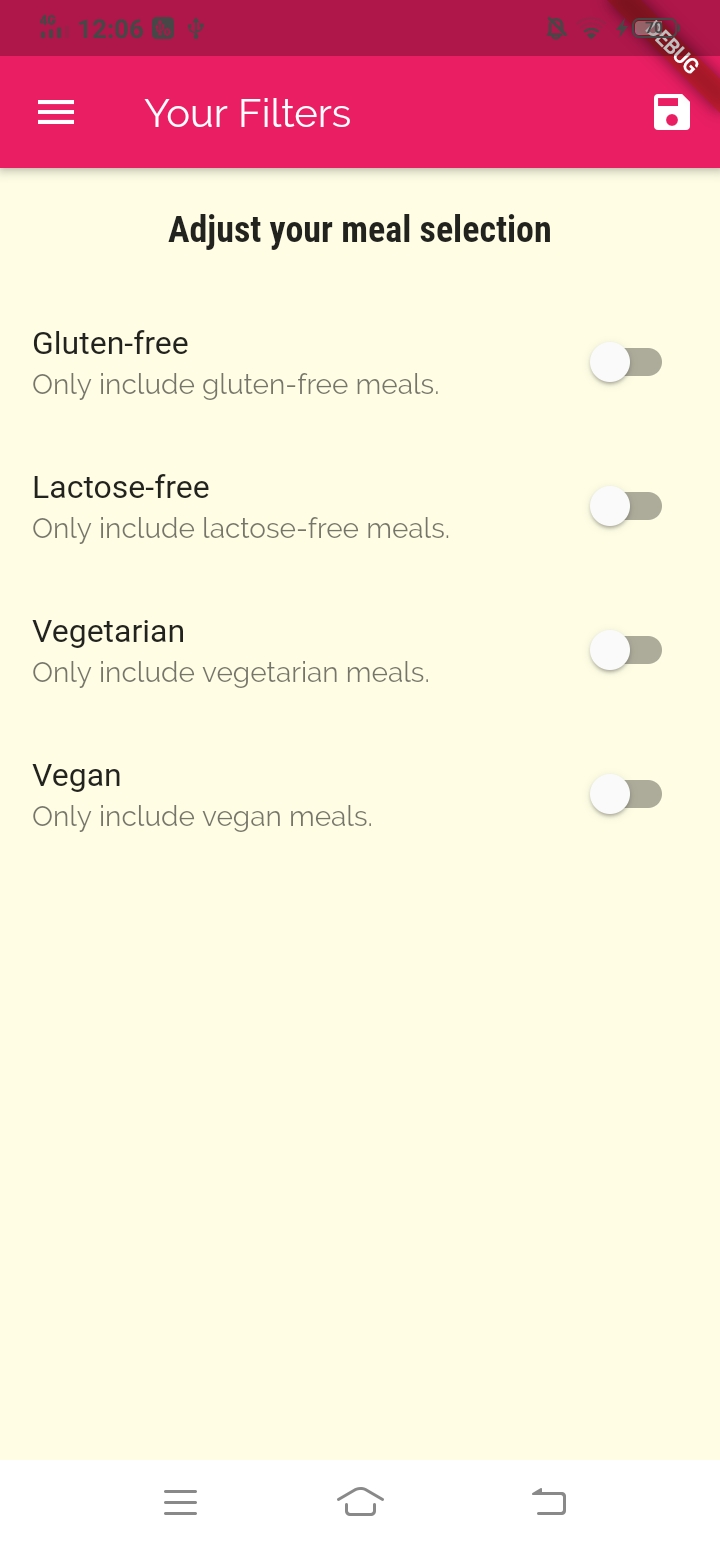 12:06
DEBUG
Your Filters
Adjust your meal selection
Gluten-free
Only include gluten-free meals.
Lactose-free
Only include lactose-free meals.
Vegetarian
Only include vegetarian meals.
Vegan
Only include vegan meals.